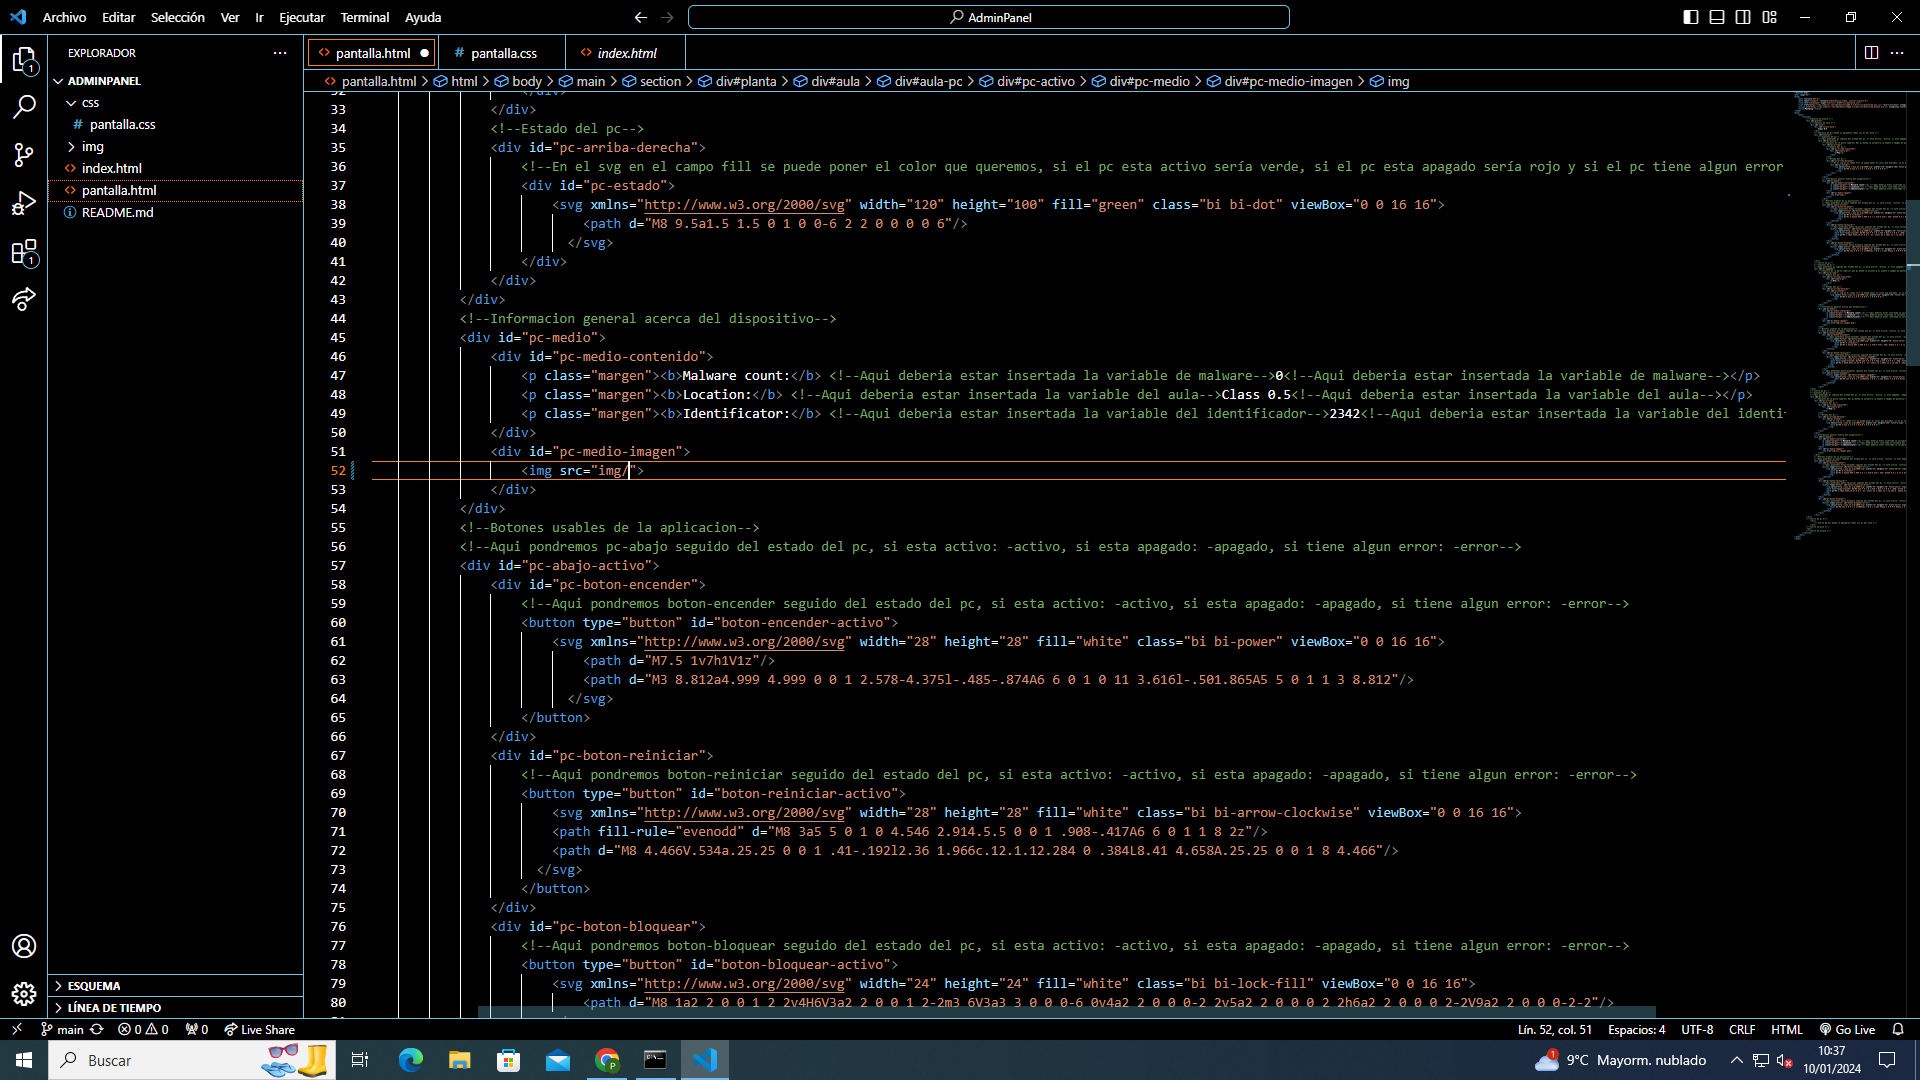 Archivo Editar Selección Ver Ir Ejecutar Terminal Ayuda
AdminPanel
EXPLORADOR
pantalla.html
pantalla.css
index.html
ADMINPANEL
css
pantalla.css
img
index.html
pantalla.html
README.md
pantalla.html > html > body > main > section > div#planta > div#aula > div#aula-pc > div#pc-activo > div#pc-medio > div#pc-medio-imagen > img
33 </div>
34 <!--Estado del pc-->
35 <div id="pc-arriba-derecha">
36 <!--En el svg en el campo fill se puede poner el color que queremos, si el pc esta activo sería verde, si el pc esta apagado sería rojo y si el pc tiene algun error
37 <div id="pc-estado">
38 <svg xmlns="http://www.w3.org/2000/svg" width="120" height="100" fill="green" class="bi bi-dot" viewBox="0 0 16 16">
39 <path d="M8 9.5a1.5 1.5 0 1 0 0-6 2 2 0 0 0 0 6"/>
40 </svg>
41 </div>
42 </div>
43 </div>
44 <!--Informacion general acerca del dispositivo-->
45 <div id="pc-medio">
46 <div id="pc-medio-contenido">
47 <p class="margen"><b>Malware count:</b> <!--Aqui deberia estar insertada la variable de malware-->0<!--Aqui deberia estar insertada la variable de malware--></p>
48 <p class="margen"><b>Location:</b> <!--Aqui deberia estar insertada la variable del aula-->Class 0.5<!--Aqui deberia estar insertada la variable del aula--></p>
49 <p class="margen"><b>Identificator:</b> <!--Aqui deberia estar insertada la variable del identificador-->2342<!--Aqui deberia estar insertada la variable del identi
50 </div>
51 <div id="pc-medio-imagen">
52 <img src="img/">
53 </div>
54 </div>
55 <!--Botones usables de la aplicacion-->
56 <!--Aqui pondremos pc-abajo seguido del estado del pc, si esta activo: -activo, si esta apagado: -apagado, si tiene algun error: -error-->
57 <div id="pc-abajo-activo">
58 <div id="pc-boton-encender">
59 <!--Aqui pondremos boton-encender seguido del estado del pc, si esta activo: -activo, si esta apagado: -apagado, si tiene algun error: -error-->
60 <button type="button" id="boton-encender-activo">
61 <svg xmlns="http://www.w3.org/2000/svg" width="28" height="28" fill="white" class="bi bi-power" viewBox="0 0 16 16">
62 <path d="M7.5 1v7h1V1z"/>
63 <path d="M3 8.812a4.999 4.999 0 0 1 2.578-4.375l-.485-.874A6 6 0 1 0 11 3.616l-.501.865A5 5 0 1 1 3 8.812"/>
64 </svg>
65 </button>
66 </div>
67 <div id="pc-boton-reiniciar">
68 <!--Aqui pondremos boton-reiniciar seguido del estado del pc, si esta activo: -activo, si esta apagado: -apagado, si tiene algun error: -error-->
69 <button type="button" id="boton-reiniciar-activo">
70 <svg xmlns="http://www.w3.org/2000/svg" width="28" height="28" fill="white" class="bi bi-arrow-clockwise" viewBox="0 0 16 16">
71 <path fill-rule="evenodd" d="M8 3a5 5 0 1 0 4.546 2.914.5.5 0 0 1 .908-.417A6 6 0 1 1 8 2z"/>
72 <path d="M8 4.466V.534a.25.25 0 0 1 .41-.192l2.36 1.966c.12.1.12.284 0 .384L8.41 4.658A.25.25 0 0 1 8 4.466"/>
73 </svg>
74 </button>
75 </div>
76 <div id="pc-boton-bloquear">
77 <!--Aqui pondremos boton-bloquear seguido del estado del pc, si esta activo: -activo, si esta apagado: -apagado, si tiene algun error: -error-->
78 <button type="button" id="boton-bloquear-activo">
79 <svg xmlns="http://www.w3.org/2000/svg" width="24" height="24" fill="white" class="bi bi-lock-fill" viewBox="0 0 16 16">
80 <path d="M8 1a2 2 0 0 1 2 2v4H6V3a2 2 0 0 1 2-2m3 6V3a3 3 0 0 0-6 0v4a2 2 0 0 0-2 2v5a2 2 0 0 0 2 2h6a2 2 0 0 0 2-2V9a2 2 0 0 0-2-2"/>
ESQUEMA
LÍNEA DE TIEMPO
main 0 0 0 Live Share
Lín. 52, col. 51 Espacios: 4 UTF-8 CRLF HTML Go Live
Buscar
1 9°C Mayorm. nublado
10:37
10/01/2024